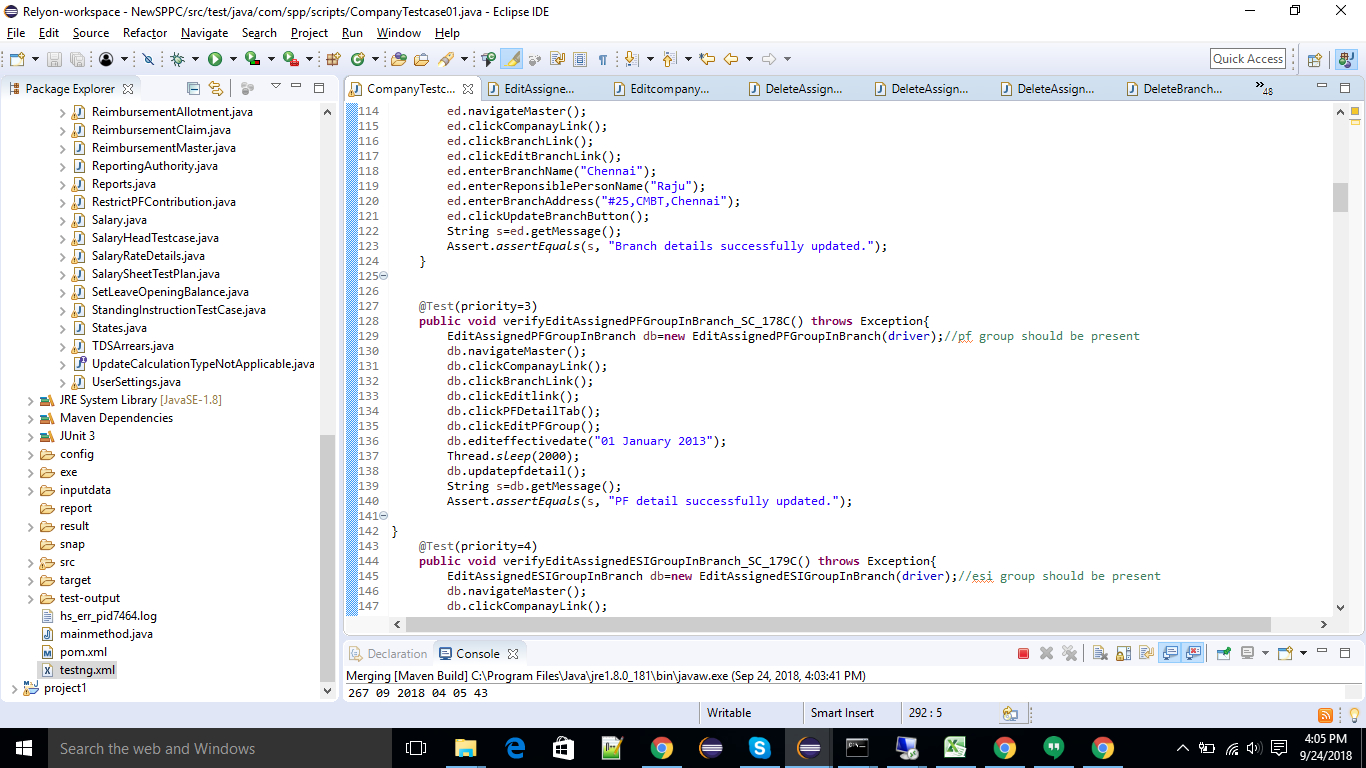 Relyon-workspace - NewSPPC/src/test/java/com/spp/scripts/CompanyTestcase01.java - Eclipse IDE
File Edit Source Refactor Navigate Search Project Run Window Help
Quick Access
Package Explorer
ReimbursementAllotment.java
ReimbursementClaim.java
ReimbursementMaster.java
ReportingAuthority.java
Reports.java
RestrictPFContribution.java
Salary.java
SalaryHeadTestcase.java
SalaryRateDetails.java
SalarySheetTestPlan.java
SetLeaveOpeningBalance.java
StandingInstructionTestCase.java
States.java
TDSArrears.java
UpdateCalculationTypeNotApplicable.java
UserSettings.java
JRE System Library [JavaSE-1.8]
Maven Dependencies
JUnit 3
config
exe
inputdata
report
result
snap
src
target
test-output
hs_err_pid7464.log
mainmethod.java
pom.xml
testng.xml
project1
CompanyTestc... EditAssigne... Editcompany... DeleteAssign... DeleteAssign... DeleteAssign... DeleteBranch... »48
114 ed.navigateMaster();
115 ed.clickCompanayLink();
116 ed.clickBranchLink();
117 ed.clickEditBranchLink();
118 ed.enterBranchName("Chennai");
119 ed.enterReponsiblePersonName("Raju");
120 ed.enterBranchAddress("#25,CMBT,Chennai");
121 ed.clickUpdateBranchButton();
122 String s=ed.getMessage();
123 Assert.assertEquals(s, "Branch details successfully updated.");
124 }
125
126
127 @Test(priority=3)
128 public void verifyEditAssignedPFGroupInBranch_SC_178C() throws Exception{
129 EditAssignedPFGroupInBranch db=new EditAssignedPFGroupInBranch(driver);//pf group should be present
130 db.navigateMaster();
131 db.clickCompanayLink();
132 db.clickBranchLink();
133 db.clickEditlink();
134 db.clickPFDetailTab();
135 db.clickEditPFGroup();
136 db.editeffectivedate("01 January 2013");
137 Thread.sleep(2000);
138 db.updatepfdetail();
139 String s=db.getMessage();
140 Assert.assertEquals(s, "PF detail successfully updated.");
141
142 }
143 @Test(priority=4)
144 public void verifyEditAssignedESIGroupInBranch_SC_179C() throws Exception{
145 EditAssignedESIGroupInBranch db=new EditAssignedESIGroupInBranch(driver);//esi group should be present
146 db.navigateMaster();
147 db.clickCompanayLink();
Declaration Console
Merging [Maven Build] C:\Program Files\Java\jre1.8.0_181\bin\javaw.exe (Sep 24, 2018, 4:03:41 PM)
267 09 2018 04 05 43
Writable Smart Insert 292 : 5
Search the web and Windows
4:05 PM
9/24/2018